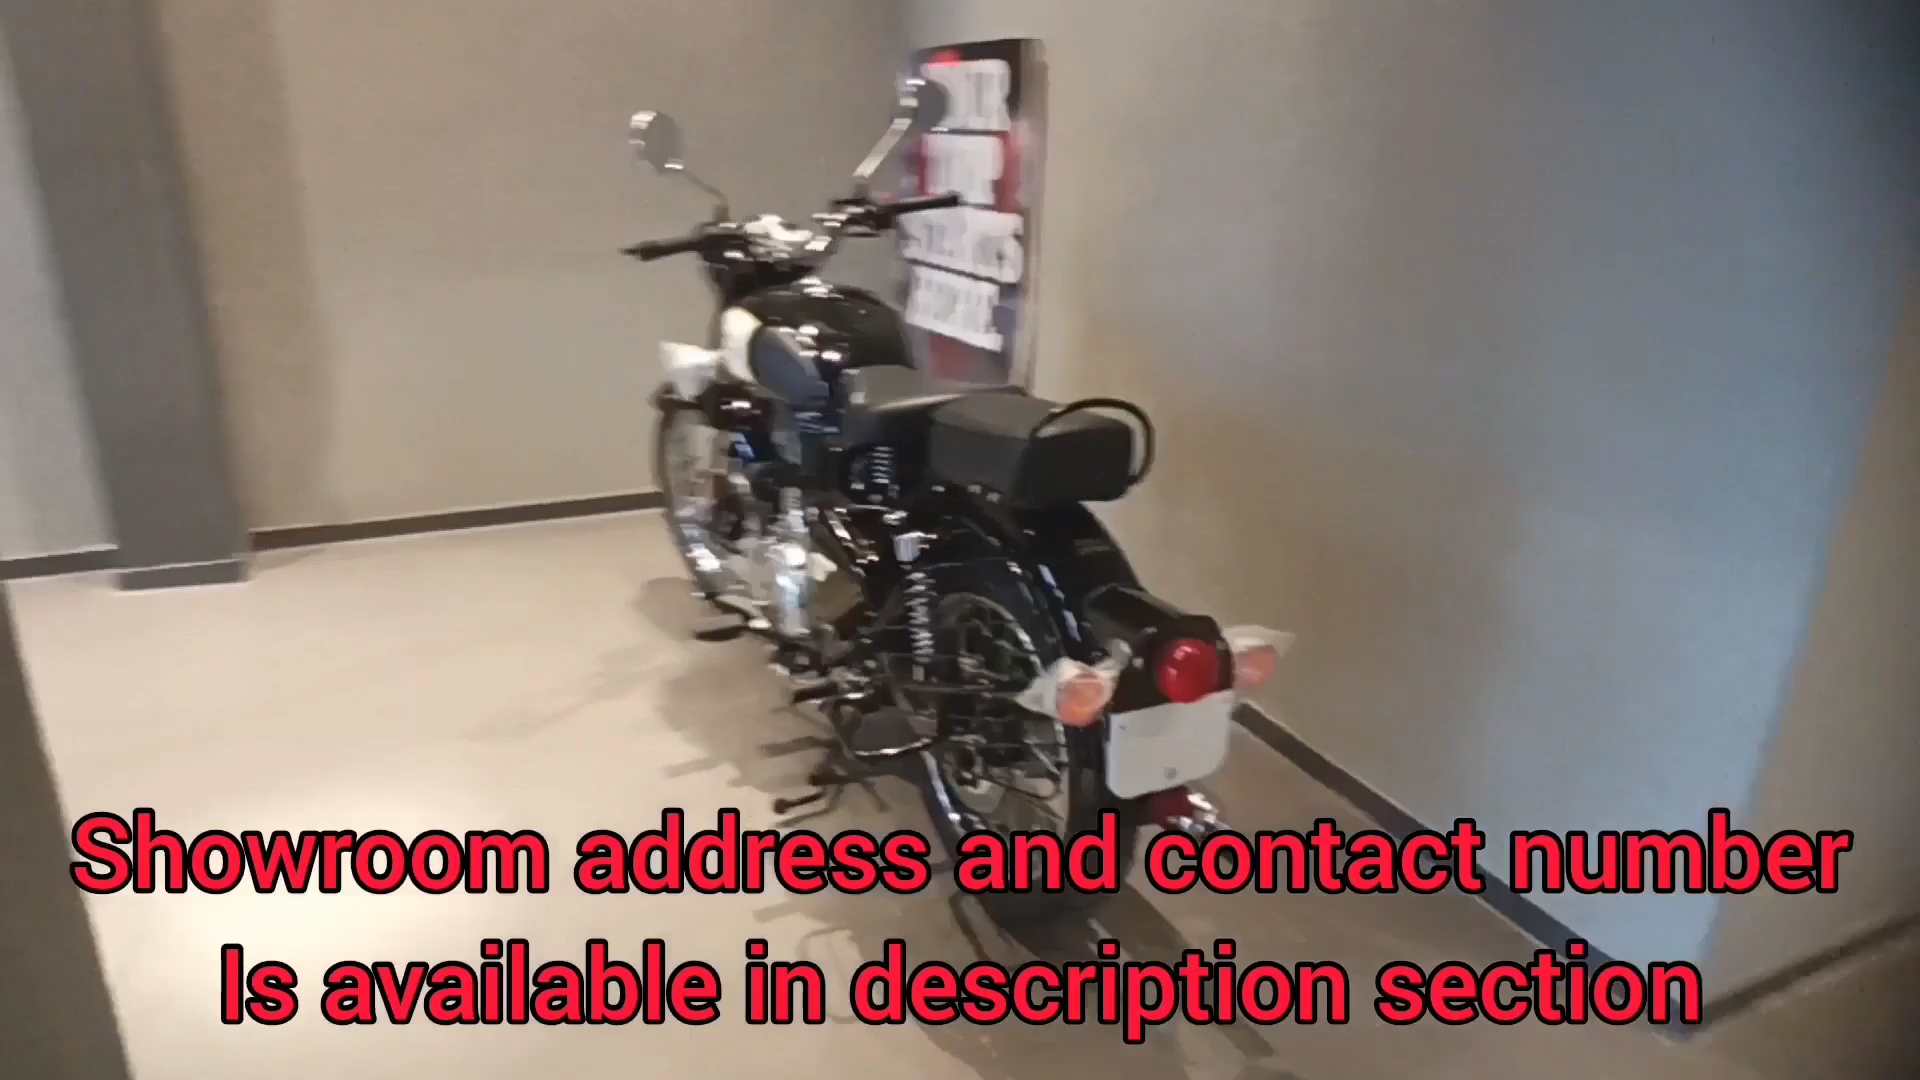 Showroom address and contact number
Is available in description section